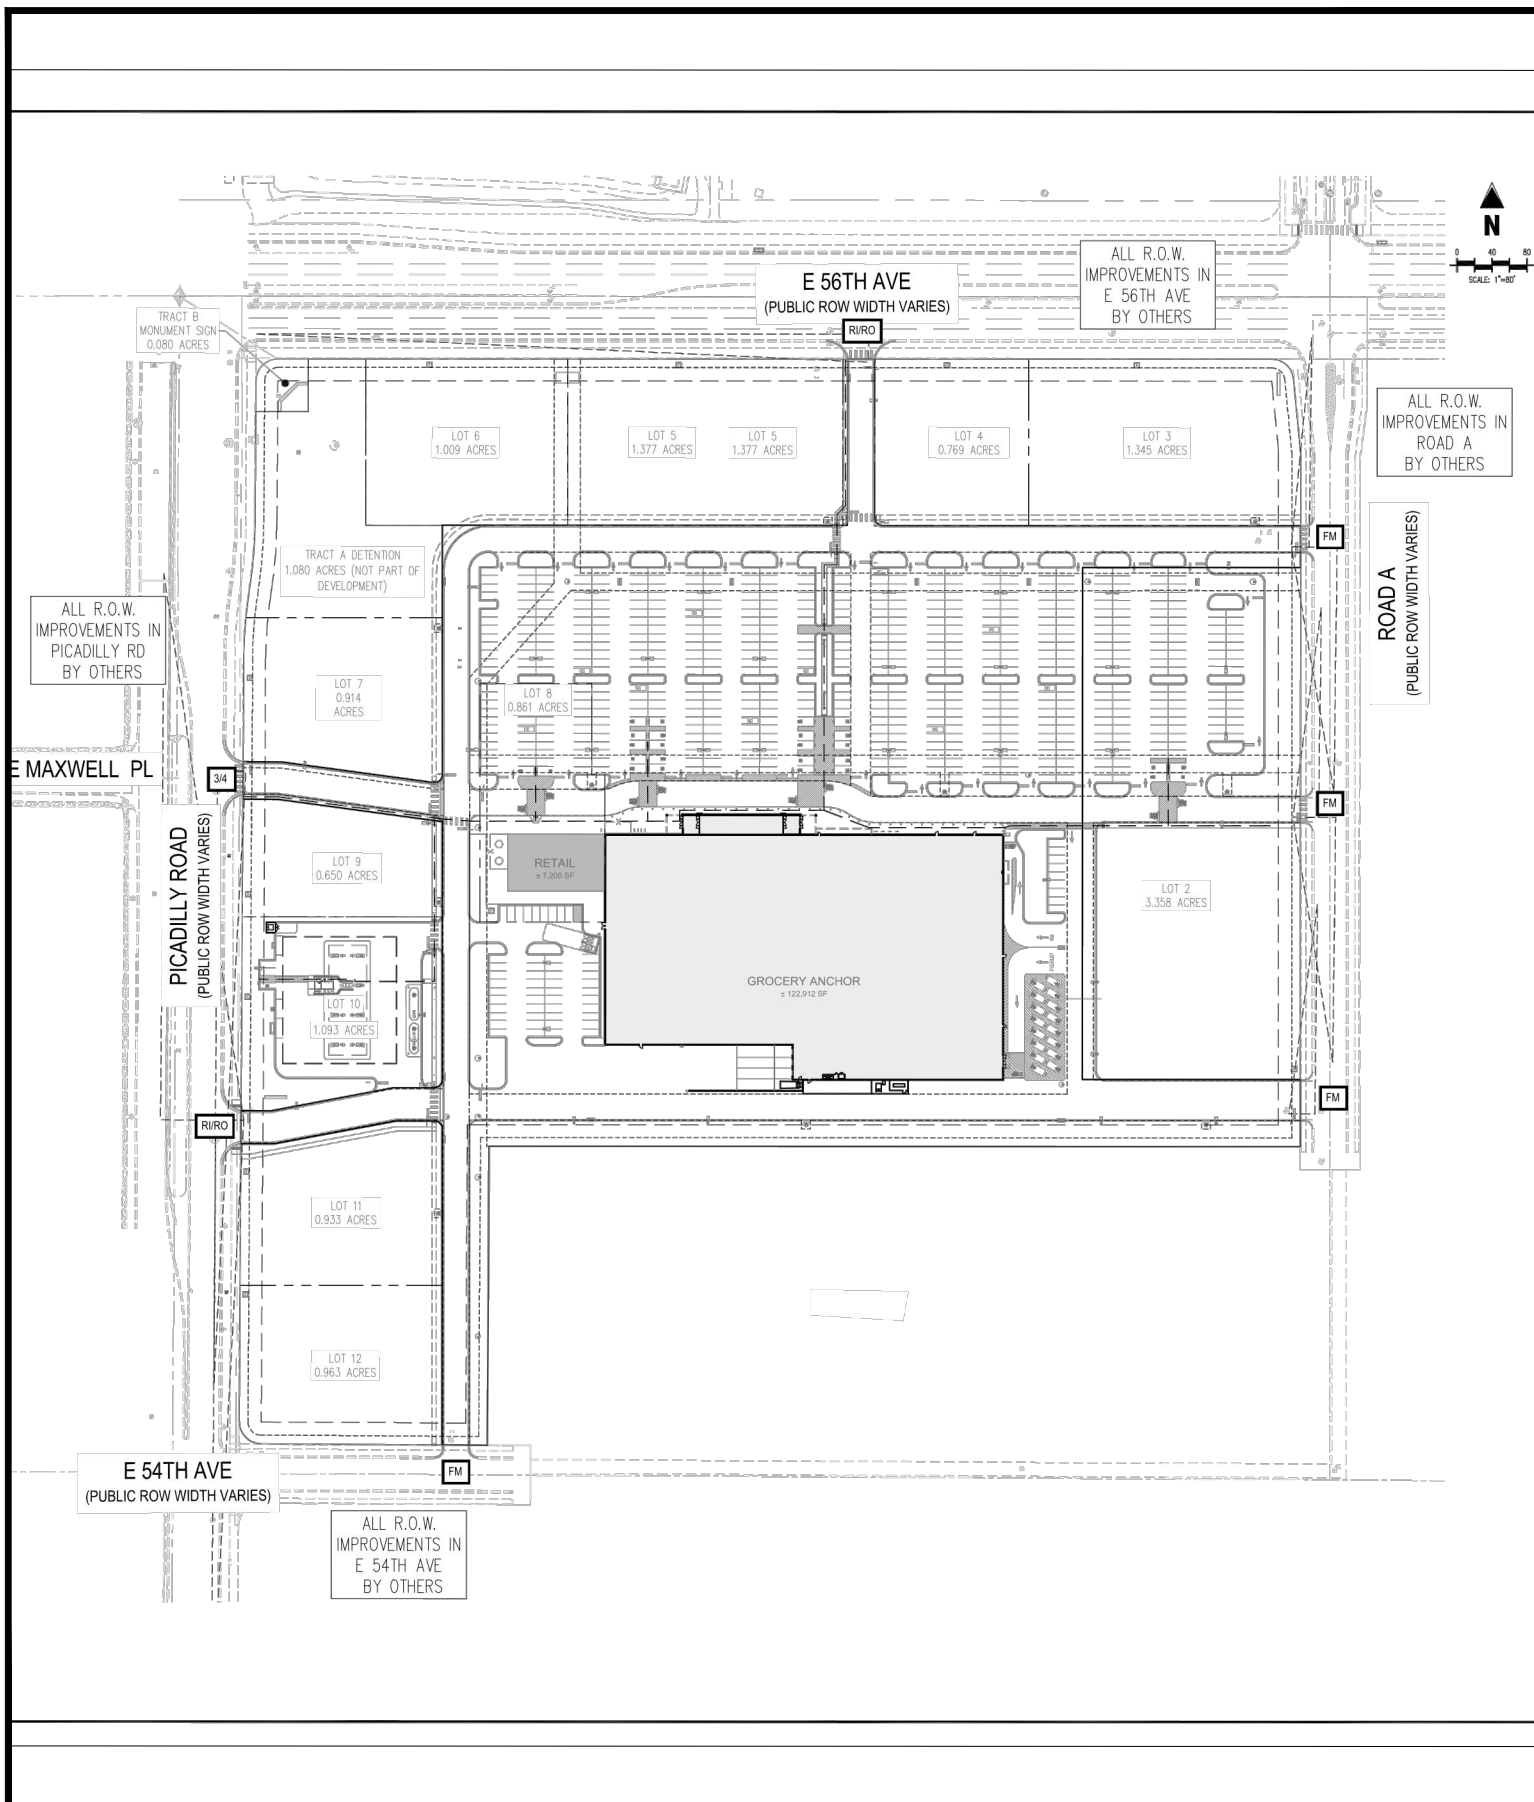 ALL R.O.W.
IMPROVEMENTS IN
E 56TH AVE
BY OTHERS
N
0 40 80
SCALE: 1"=80'
E 56TH AVE
(PUBLIC ROW WIDTH VARIES)
RI/RO
TRACT B
MONUMENT SIGN
0.080 ACRES
ALL R.O.W.
IMPROVEMENTS IN
ROAD A
BY OTHERS
LOT 6
1.009 ACRES
LOT 5
1.377 ACRES
LOT 5
1.377 ACRES
LOT 4
0.769 ACRES
LOT 3
1.345 ACRES
FM
ROAD A
(PUBLIC ROW WIDTH VARIES)
TRACT A DETENTION
1.080 ACRES (NOT PART OF
DEVELOPMENT)
ALL R.O.W.
IMPROVEMENTS IN
PICADILLY RD
BY OTHERS
LOT 7
0.914
ACRES
LOT 8
0.861 ACRES
E MAXWELL PL
3/4
FM
PICADILLY ROAD
(PUBLIC ROW WIDTH VARIES)
LOT 9
0.650 ACRES
RETAIL
± 7,200 SF
LOT 2
3.358 ACRES
GROCERY ANCHOR
± 122,912 SF
LOT 10
1.093 ACRES
FM
RI/RO
LOT 11
0.933 ACRES
LOT 12
0.963 ACRES
E 54TH AVE
(PUBLIC ROW WIDTH VARIES)
FM
ALL R.O.W.
IMPROVEMENTS IN
E 54TH AVE
BY OTHERS